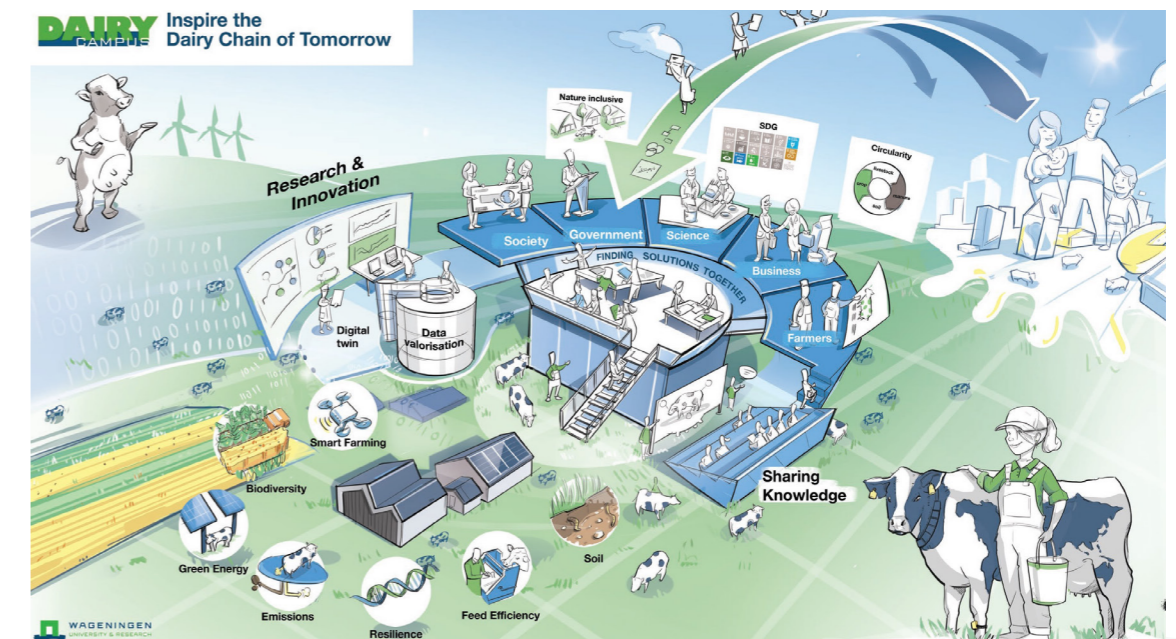 DAIRY
CAMPUS
Inspire the
Dairy Chain of Tomorrow
Nature inclusive
SDG
Circularity
livestock
soil
Research &
Innovation
Society
Government
Science
Business
Farmers
FINDING SOLUTIONS TOGETHER
Digital
twin
Data
valorisation
Smart Farming
Biodiversity
Green Energy
Emissions
Resilience
Feed Efficiency
Soil
Sharing
Knowledge
WAGENINGEN
UNIVERSITY & RESEARCH